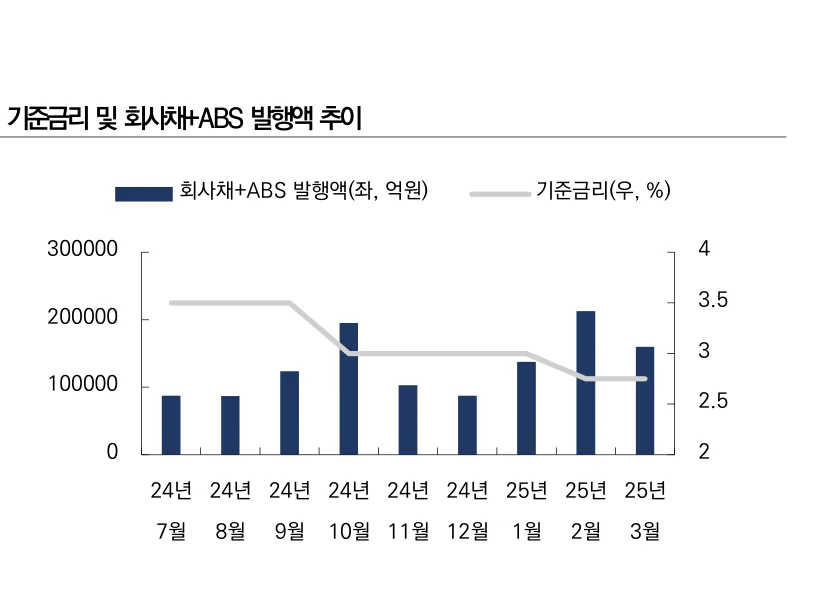 기준금리 및 회사채+ABS 발행액 추이
회사채+ABS 발행액(좌, 억원) 기준금리(우, %)
300000 4
3.5
200000
3
100000
2.5
0 2
24년 24년 24년 24년 24년 24년 25년 25년 25년
7월 8월 9월 10월 11월 12월 1월 2월 3월